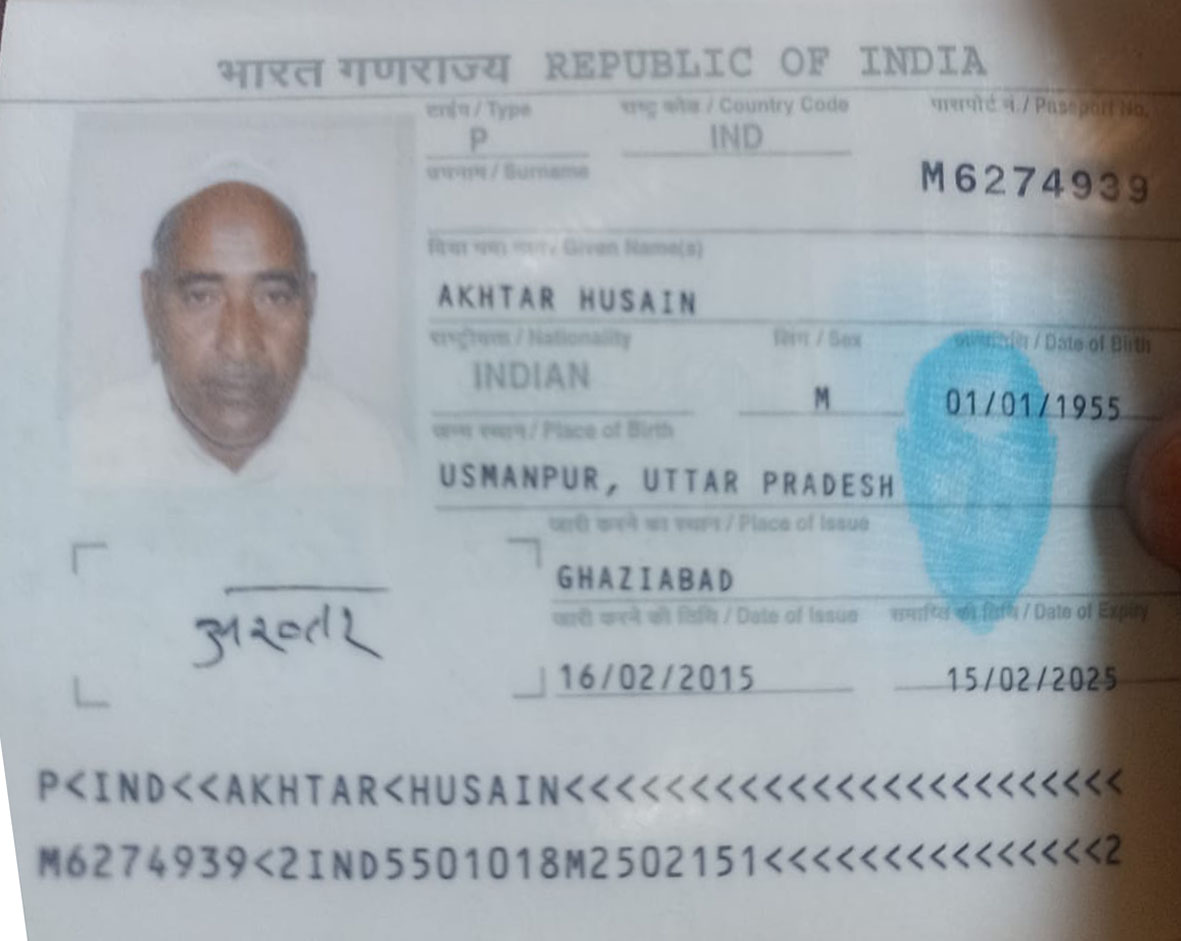 भारत गणराज्य REPUBLIC OF INDIA
टाईप / Type राष्ट्र कोड / Country Code पासपोर्ट नं. / Passport No.
P IND M6274939
उपनाम / Surname
दिया गया नाम / Given Name(s)
AKHTAR HUSAIN
राष्ट्रीयता / Nationality लिंग / Sex जन्मतिथि / Date of Birth
INDIAN M 01/01/1955
जन्म स्थान / Place of Birth
USMANPUR, UTTAR PRADESH
जारी करने का स्थान / Place of Issue
GHAZIABAD
जारी करने की तिथि / Date of Issue समाप्ति की तिथि / Date of Expiry
अख्तर
16/02/2015 15/02/2025
P<IND<<AKHTAR<HUSAIN<<<<<<<<<<<<<<<<<<<<<<<<
M6274939<2IND5501018M2502151<<<<<<<<<<<<<<<2